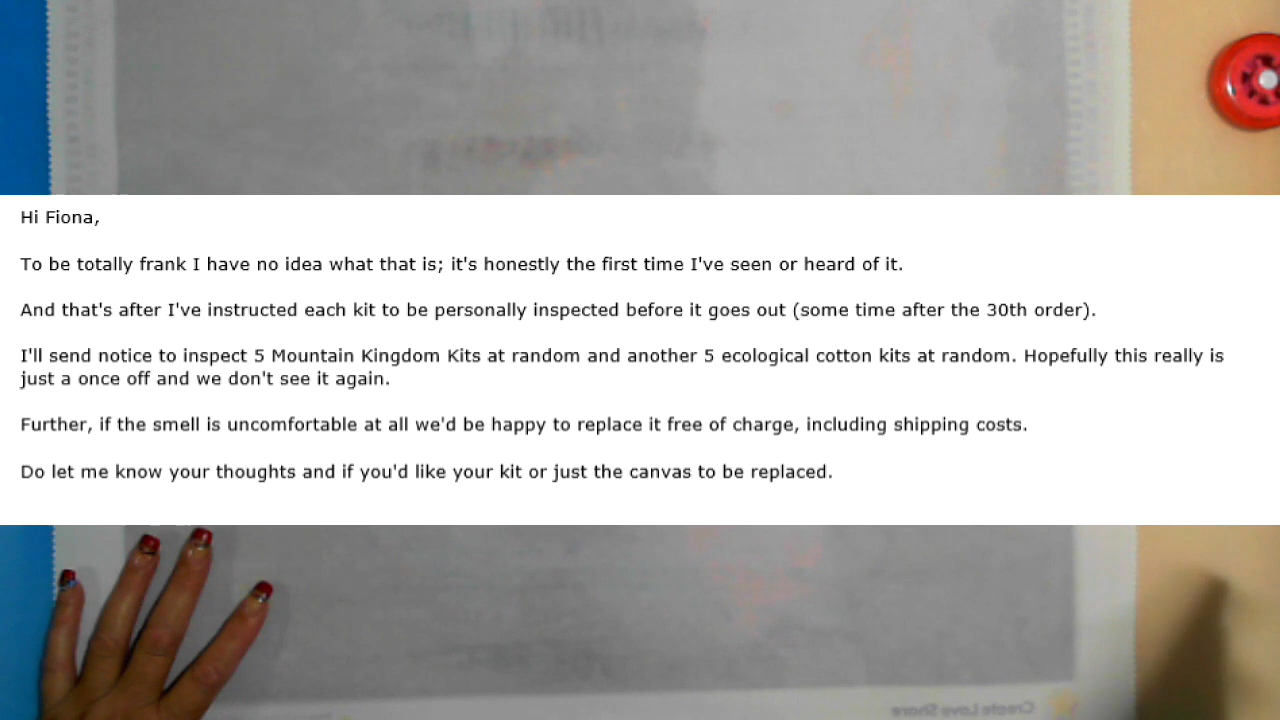 Hi Fiona,
To be totally frank I have no idea what that is; it's honestly the first time I've seen or heard of it.
And that's after I've instructed each kit to be personally inspected before it goes out (some time after the 30th order).
I'll send notice to inspect 5 Mountain Kingdom Kits at random and another 5 ecological cotton kits at random. Hopefully this really is
just a once off and we don't see it again.
Further, if the smell is uncomfortable at all we'd be happy to replace it free of charge, including shipping costs.
Do let me know your thoughts and if you'd like your kit or just the canvas to be replaced.
Create Love Share